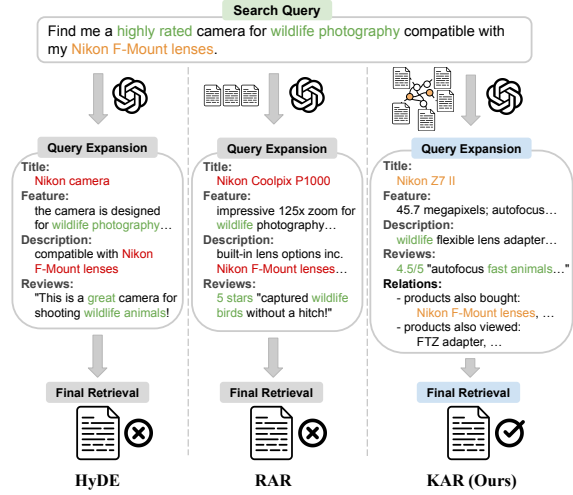 Search Query
Find me a highly rated camera for wildlife photography compatible with
my Nikon F-Mount lenses.
Query Expansion
Title:
Nikon camera
Feature:
the camera is designed
for wildlife photography…
Description:
compatible with Nikon
F-Mount lenses
Reviews:
"This is a great camera for
shooting wildlife animals!
Final Retrieval
HyDE
Query Expansion
Title:
Nikon Coolpix P1000
Feature:
impressive 125x zoom for
wildlife photography…
Description:
built-in lens options inc.
Nikon F-Mount lenses…
Reviews:
5 stars "captured wildlife
birds without a hitch!"
Final Retrieval
RAR
Query Expansion
Title:
Nikon Z7 II
Feature:
45.7 megapixels; autofocus…
Description:
wildlife flexible lens adapter…
Reviews:
4.5/5 "autofocus fast animals…"
Relations:
- products also bought:
Nikon F-Mount lenses, …
- products also viewed:
FTZ adapter, …
Final Retrieval
KAR (Ours)